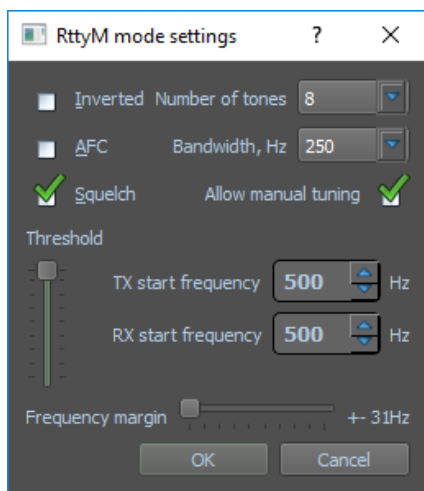 RttyM mode settings ? ×
Inverted Number of tones 8
AFC Bandwidth, Hz 250
Squelch Allow manual tuning
Threshold
TX start frequency 500 Hz
RX start frequency 500 Hz
Frequency margin +- 31Hz
OK Cancel